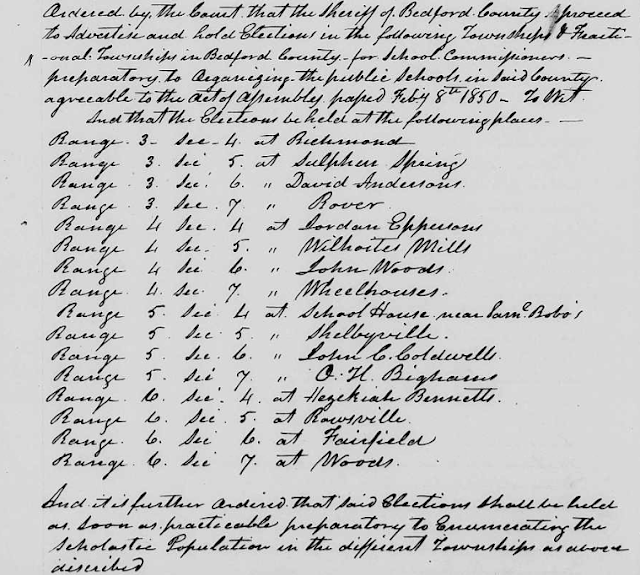 Ordered by the Court that the Sheriff of Bedford County proceed
to Advertise and hold Elections in the following Townships & Fracti-
-onal Townships in Bedford County - for School Commissioners -
preparatory to Organizing the public Schools in Said County.
agreeable to the Act of Assembly passed Feby 8th 1850 - To Wit.
And that the Elections be held at the following places -
Range 3 - Sec - 4 at Richmond
Range 3. Sec 5. at Sulpher Spring
Range 3. Sec 6. " David Andersons.
Range 3. Sec. 7. " Rover.
Range 4 Sec. 4 at Jordan Eppersons
Range 4 Sec. 5. " Wilhoites Mills
Range 4 Sec. 6. " John Woods.
Range 4. Sec. 7. " Wheelhouses.
Range 5. Sec 4 at School House near Saml Bobo's
Range 5. Sec 5. " Shelbyville.
Range 5. Sec. 6. " John C. Coldwells.
Range 5. Sec 7. " O. H. Bighams
Range 6. Sec. 4. at Hezekiah Bennetts.
Range 6. Sec. 5. at Rowsville.
Range 6. Sec 6. at Fairfield
Range 6. Sec 7. at Woods.
And it is further ordered that said Elections Shall be held
as soon as practicable preparatory to Enumerating the
Scholastic Population in the different Townships as above
discribed